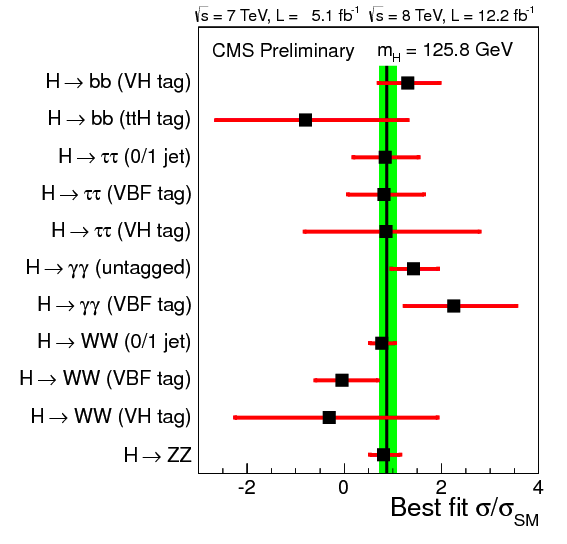 √s = 7 TeV, L = 5.1 fb⁻¹ √s = 8 TeV, L = 12.2 fb⁻¹
CMS Preliminary m_H = 125.8 GeV
H → bb (VH tag)
H → bb (ttH tag)
H → ττ (0/1 jet)
H → ττ (VBF tag)
H → ττ (VH tag)
H → γγ (untagged)
H → γγ (VBF tag)
H → WW (0/1 jet)
H → WW (VBF tag)
H → WW (VH tag)
H → ZZ
-2 0 2 4
Best fit σ/σ_SM